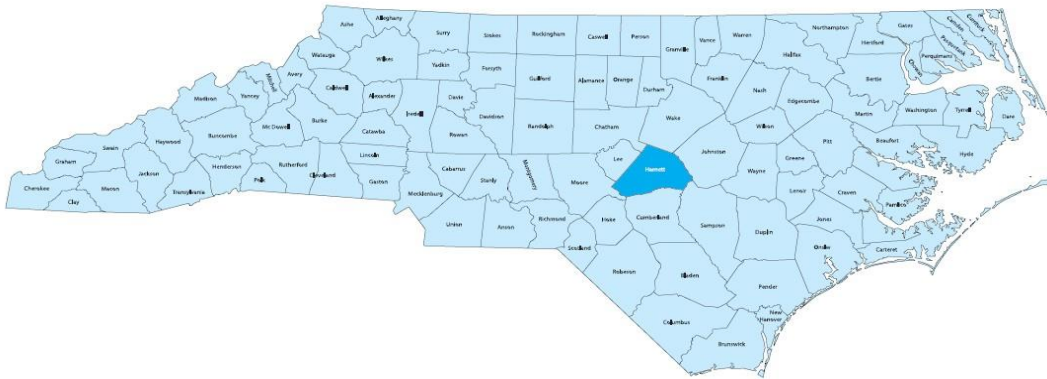 Ashe
Alleghany
Surry
Stokes
Rockingham
Caswell
Person
Granville
Vance
Warren
Northampton
Gates
Camden
Currituck
Pasquotank
Perquimans
Chowan
Hertford
Halifax
Watauga
Wilkes
Yadkin
Forsyth
Guilford
Alamance
Orange
Durham
Franklin
Nash
Bertie
Edgecombe
Martin
Washington
Tyrrell
Dare
Mitchell
Avery
Caldwell
Alexander
Iredell
Davie
Davidson
Randolph
Chatham
Wake
Wilson
Pitt
Beaufort
Hyde
Madison
Yancey
Mc Dowell
Burke
Catawba
Rowan
Buncombe
Haywood
Swain
Graham
Cherokee
Clay
Macon
Jackson
Transylvania
Henderson
Polk
Rutherford
Cleveland
Lincoln
Gaston
Mecklenburg
Cabarrus
Stanly
Montgomery
Moore
Lee
Harnett
Johnston
Wayne
Greene
Lenoir
Craven
Pamlico
Jones
Carteret
Onslow
Duplin
Sampson
Cumberland
Hoke
Scotland
Richmond
Anson
Union
Robeson
Bladen
Pender
New
Hanover
Columbus
Brunswick